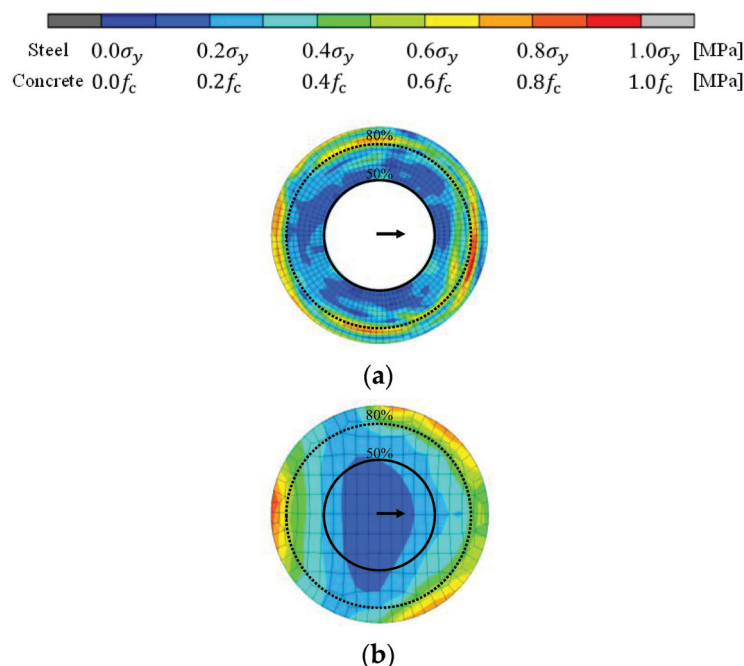 Steel 0.0σy 0.2σy 0.4σy 0.6σy 0.8σy 1.0σy [MPa]
Concrete 0.0fc 0.2fc 0.4fc 0.6fc 0.8fc 1.0fc [MPa]
80%
50%
(a)
80%
50%
(b)